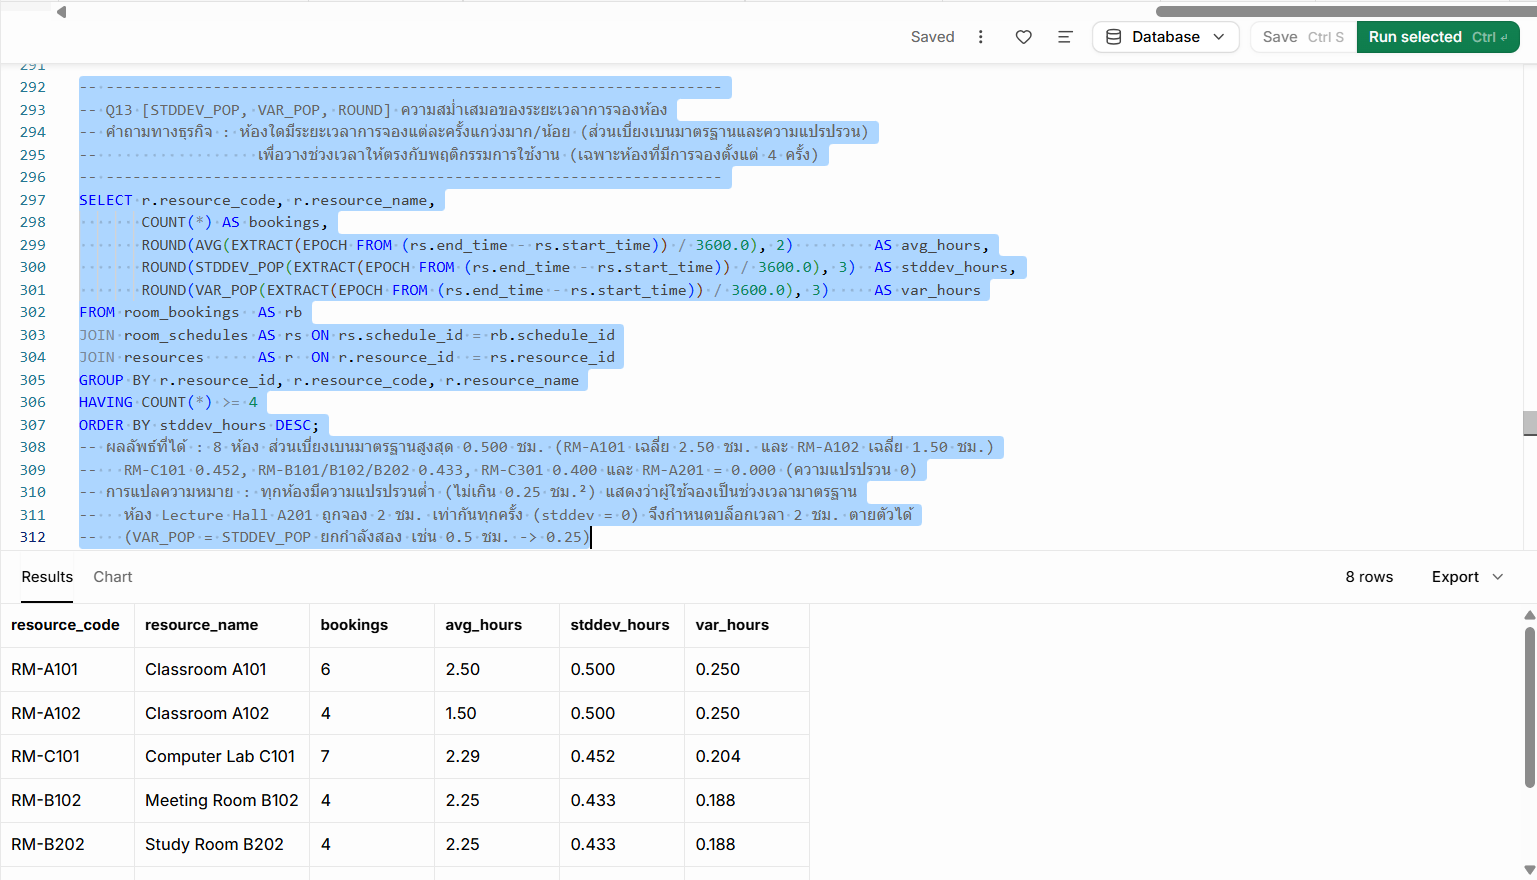 Saved
Database
Save Ctrl S
Run selected Ctrl ↵
291
292 -- ---------------------------------------------------------------------
293 -- Q13 [STDDEV_POP, VAR_POP, ROUND] ความสม่ำเสมอของระยะเวลาการจองห้อง
294 -- คำถามทางธุรกิจ : ห้องใดมีระยะเวลาการจองแต่ละครั้งแกว่งมาก/น้อย (ส่วนเบี่ยงเบนมาตรฐานและความแปรปรวน)
295 -- เพื่อวางช่วงเวลาให้ตรงกับพฤติกรรมการใช้งาน (เฉพาะห้องที่มีการจองตั้งแต่ 4 ครั้ง)
296 -- ---------------------------------------------------------------------
297 SELECT r.resource_code, r.resource_name,
298 COUNT(*) AS bookings,
299 ROUND(AVG(EXTRACT(EPOCH FROM (rs.end_time - rs.start_time)) / 3600.0), 2) AS avg_hours,
300 ROUND(STDDEV_POP(EXTRACT(EPOCH FROM (rs.end_time - rs.start_time)) / 3600.0), 3) AS stddev_hours,
301 ROUND(VAR_POP(EXTRACT(EPOCH FROM (rs.end_time - rs.start_time)) / 3600.0), 3) AS var_hours
302 FROM room_bookings AS rb
303 JOIN room_schedules AS rs ON rs.schedule_id = rb.schedule_id
304 JOIN resources AS r ON r.resource_id = rs.resource_id
305 GROUP BY r.resource_id, r.resource_code, r.resource_name
306 HAVING COUNT(*) >= 4
307 ORDER BY stddev_hours DESC;
308 -- ผลลัพธ์ที่ได้ : 8 ห้อง ส่วนเบี่ยงเบนมาตรฐานสูงสุด 0.500 ชม. (RM-A101 เฉลี่ย 2.50 ชม. และ RM-A102 เฉลี่ย 1.50 ชม.)
309 -- RM-C101 0.452, RM-B101/B102/B202 0.433, RM-C301 0.400 และ RM-A201 = 0.000 (ความแปรปรวน 0)
310 -- การแปลความหมาย : ทุกห้องมีความแปรปรวนต่ำ (ไม่เกิน 0.25 ชม.²) แสดงว่าผู้ใช้จองเป็นช่วงเวลามาตรฐาน
311 -- ห้อง Lecture Hall A201 ถูกจอง 2 ชม. เท่ากันทุกครั้ง (stddev = 0) จึงกำหนดบล็อกเวลา 2 ชม. ตายตัวได้
312 -- (VAR_POP = STDDEV_POP ยกกำลังสอง เช่น 0.5 ชม. -> 0.25)
Results Chart 8 rows Export
resource_code resource_name bookings avg_hours stddev_hours var_hours
RM-A101 Classroom A101 6 2.50 0.500 0.250
RM-A102 Classroom A102 4 1.50 0.500 0.250
RM-C101 Computer Lab C101 7 2.29 0.452 0.204
RM-B102 Meeting Room B102 4 2.25 0.433 0.188
RM-B202 Study Room B202 4 2.25 0.433 0.188